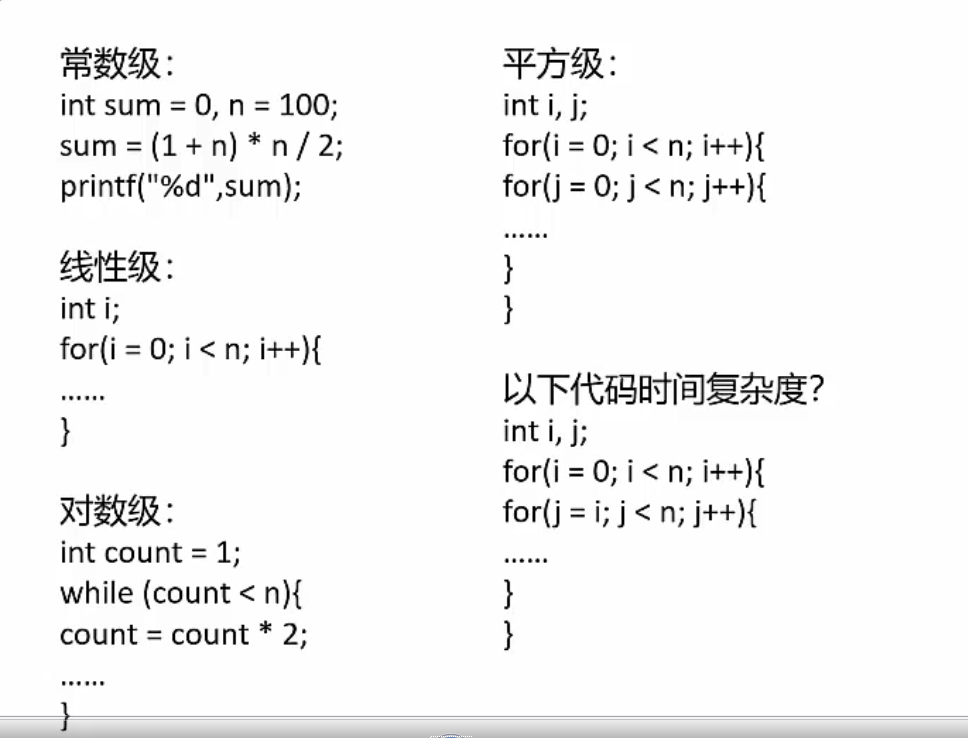 常数级：
int sum = 0, n = 100;
sum = (1 + n) * n / 2;
printf("%d",sum);
线性级：
int i;
for(i = 0; i < n; i++){
……
}
对数级：
int count = 1;
while (count < n){
count = count * 2;
……
}
平方级：
int i, j;
for(i = 0; i < n; i++){
for(j = 0; j < n; j++){
……
}
}
以下代码时间复杂度？
int i, j;
for(i = 0; i < n; i++){
for(j = i; j < n; j++){
……
}
}